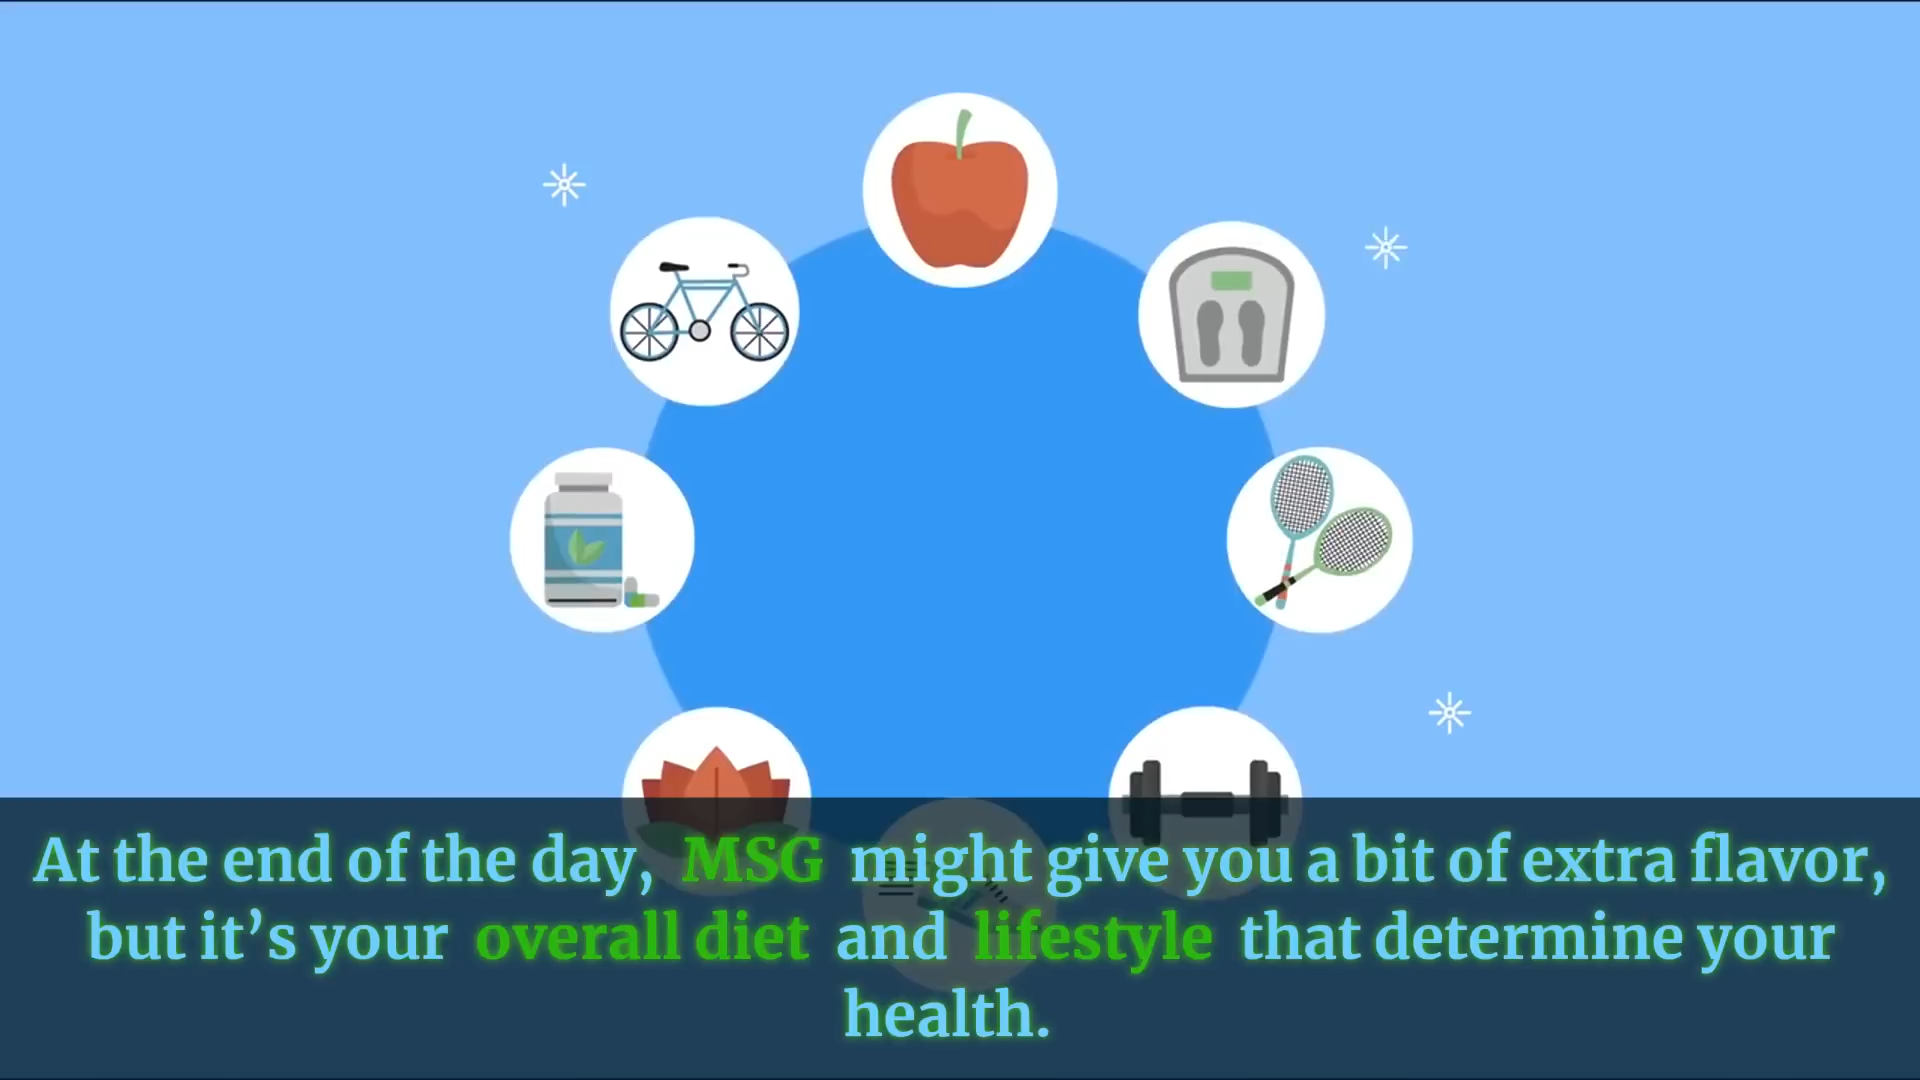 At the end of the day, MSG might give you a bit of extra flavor,
but it’s your overall diet and lifestyle that determine your
health.